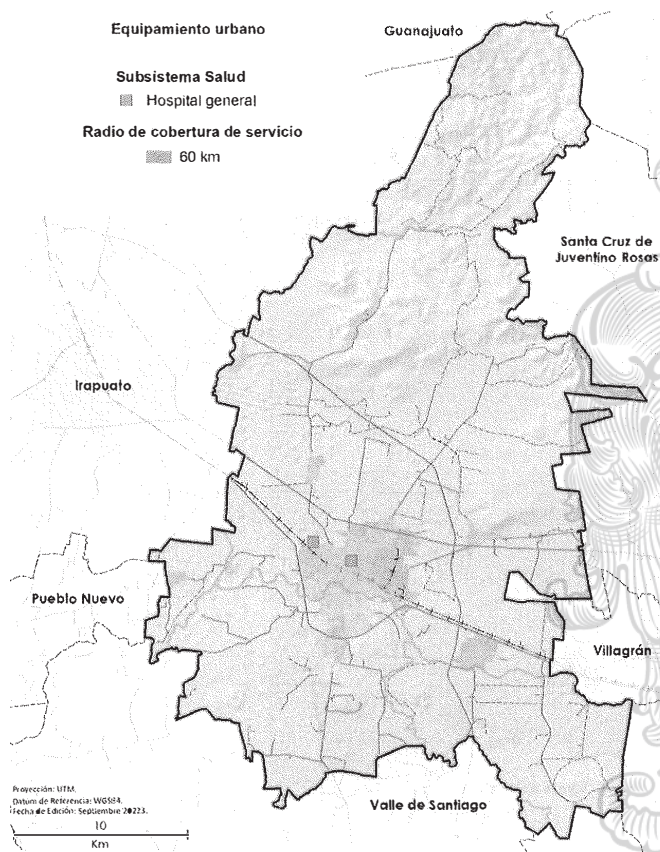 Equipamiento urbano
Guanajuato
Subsistema Salud
Hospital general
Radio de cobertura de servicio
60 km
Santa Cruz de
Juventino Rosas
Irapuato
Pueblo Nuevo
Villagrán
Valle de Santiago
Proyección: UTM.
Datum de Referencia: WGS84.
Fecha de Edición: Septiembre 20223.
10
Km